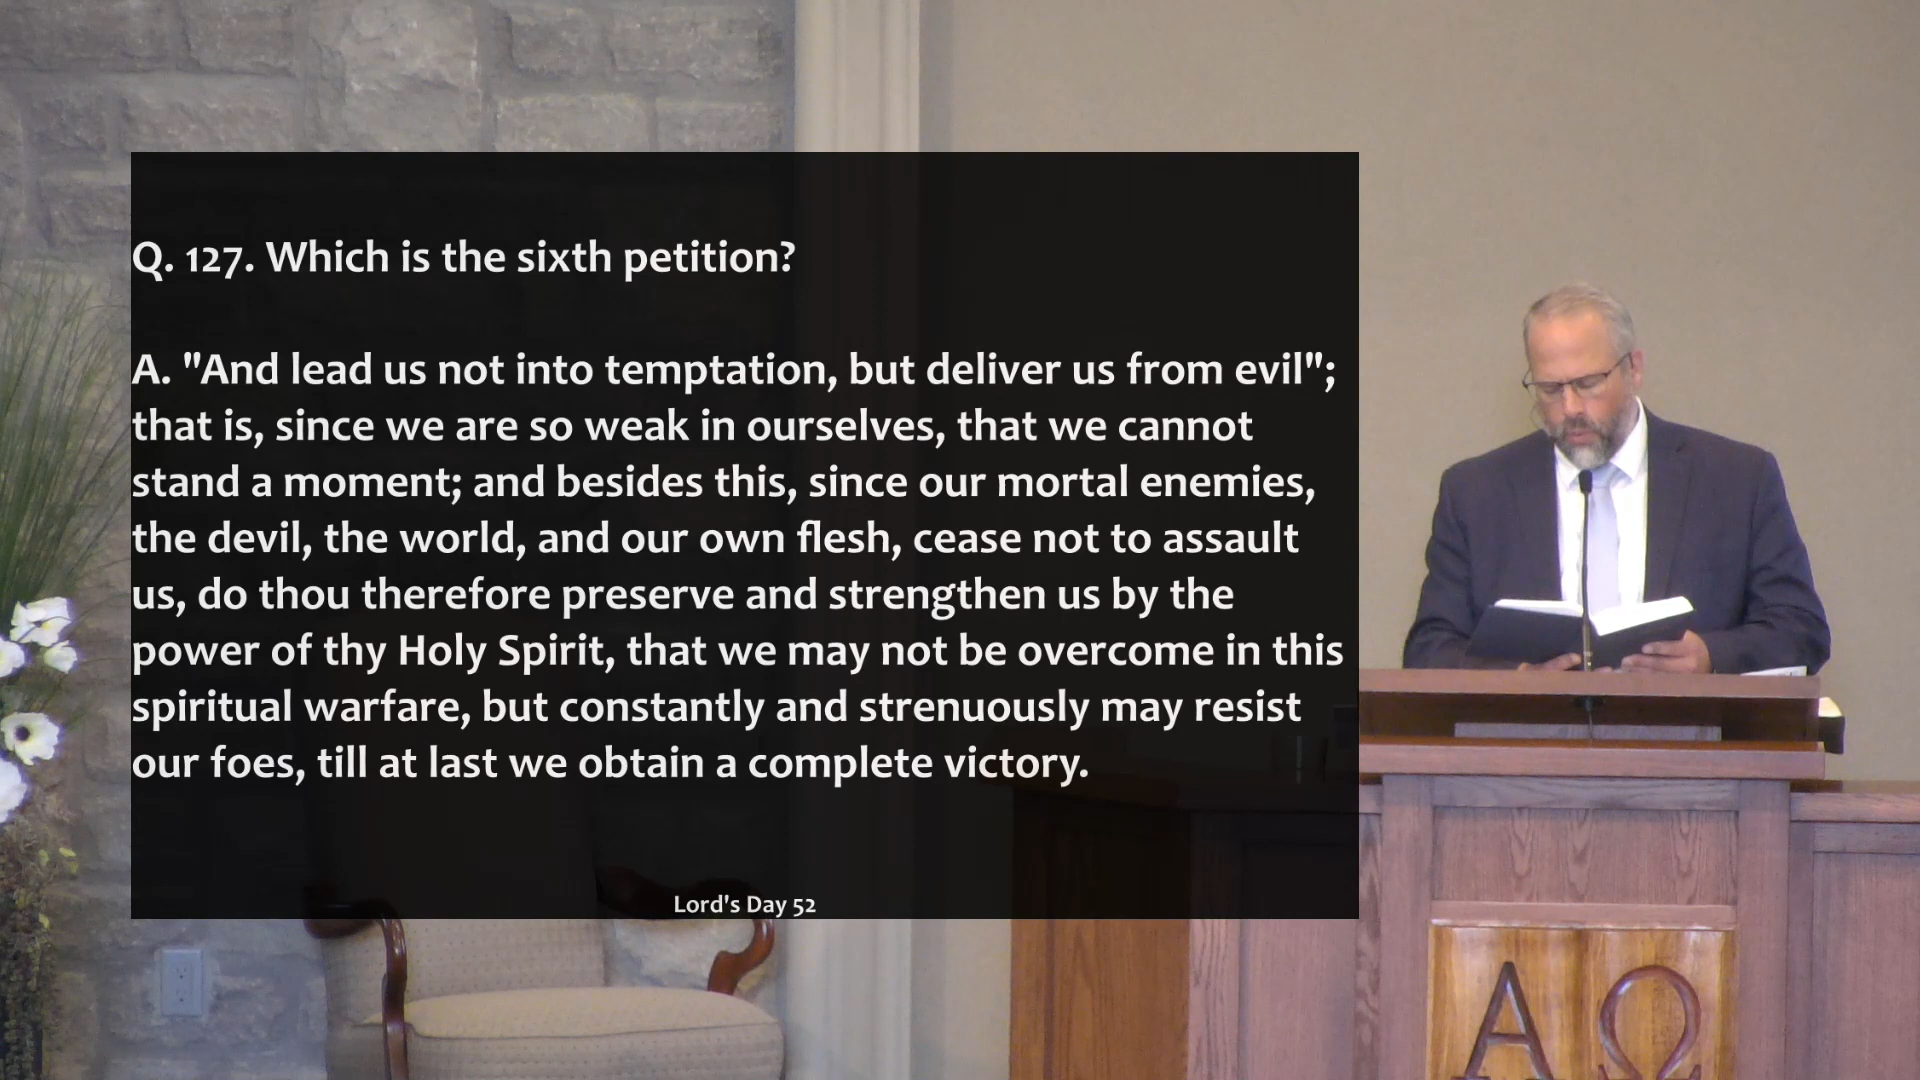 Q. 127. Which is the sixth petition?
A. "And lead us not into temptation, but deliver us from evil";
that is, since we are so weak in ourselves, that we cannot
stand a moment; and besides this, since our mortal enemies,
the devil, the world, and our own flesh, cease not to assault
us, do thou therefore preserve and strengthen us by the
power of thy Holy Spirit, that we may not be overcome in this
spiritual warfare, but constantly and strenuously may resist
our foes, till at last we obtain a complete victory.
Lord's Day 52
Α Ω